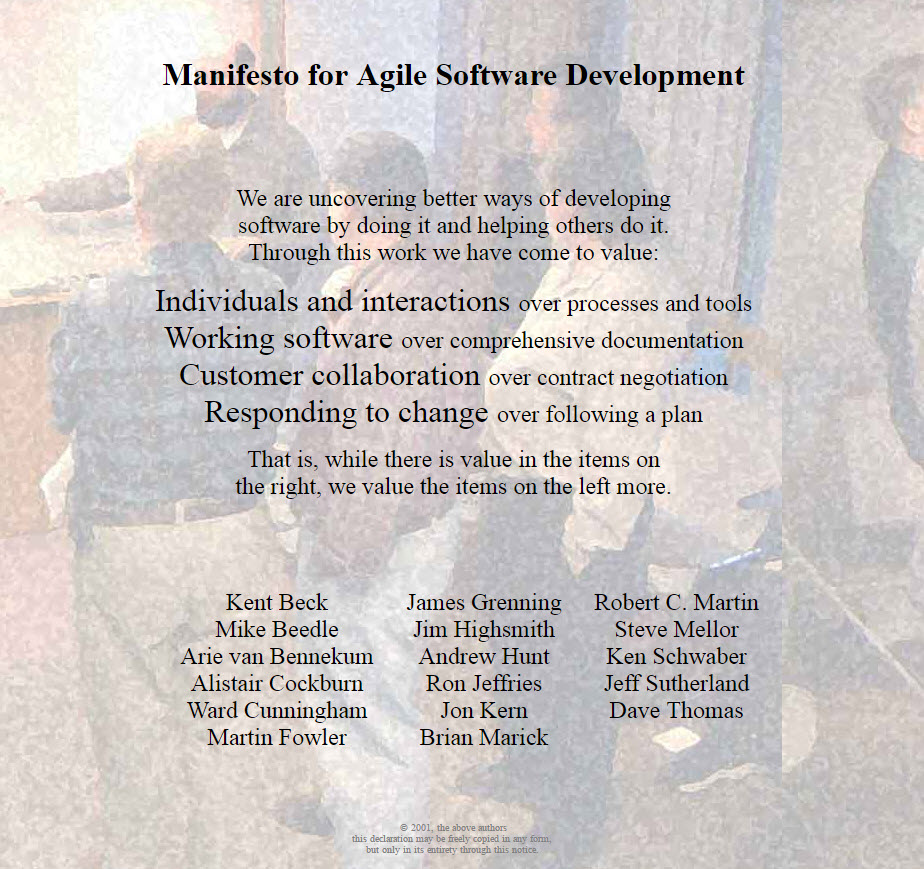 Manifesto for Agile Software Development
We are uncovering better ways of developing
software by doing it and helping others do it.
Through this work we have come to value:
Individuals and interactions over processes and tools
Working software over comprehensive documentation
Customer collaboration over contract negotiation
Responding to change over following a plan
That is, while there is value in the items on
the right, we value the items on the left more.
Kent Beck
Mike Beedle
Arie van Bennekum
Alistair Cockburn
Ward Cunningham
Martin Fowler
James Grenning
Jim Highsmith
Andrew Hunt
Ron Jeffries
Jon Kern
Brian Marick
Robert C. Martin
Steve Mellor
Ken Schwaber
Jeff Sutherland
Dave Thomas
© 2001, the above authors
this declaration may be freely copied in any form,
but only in its entirety through this notice.